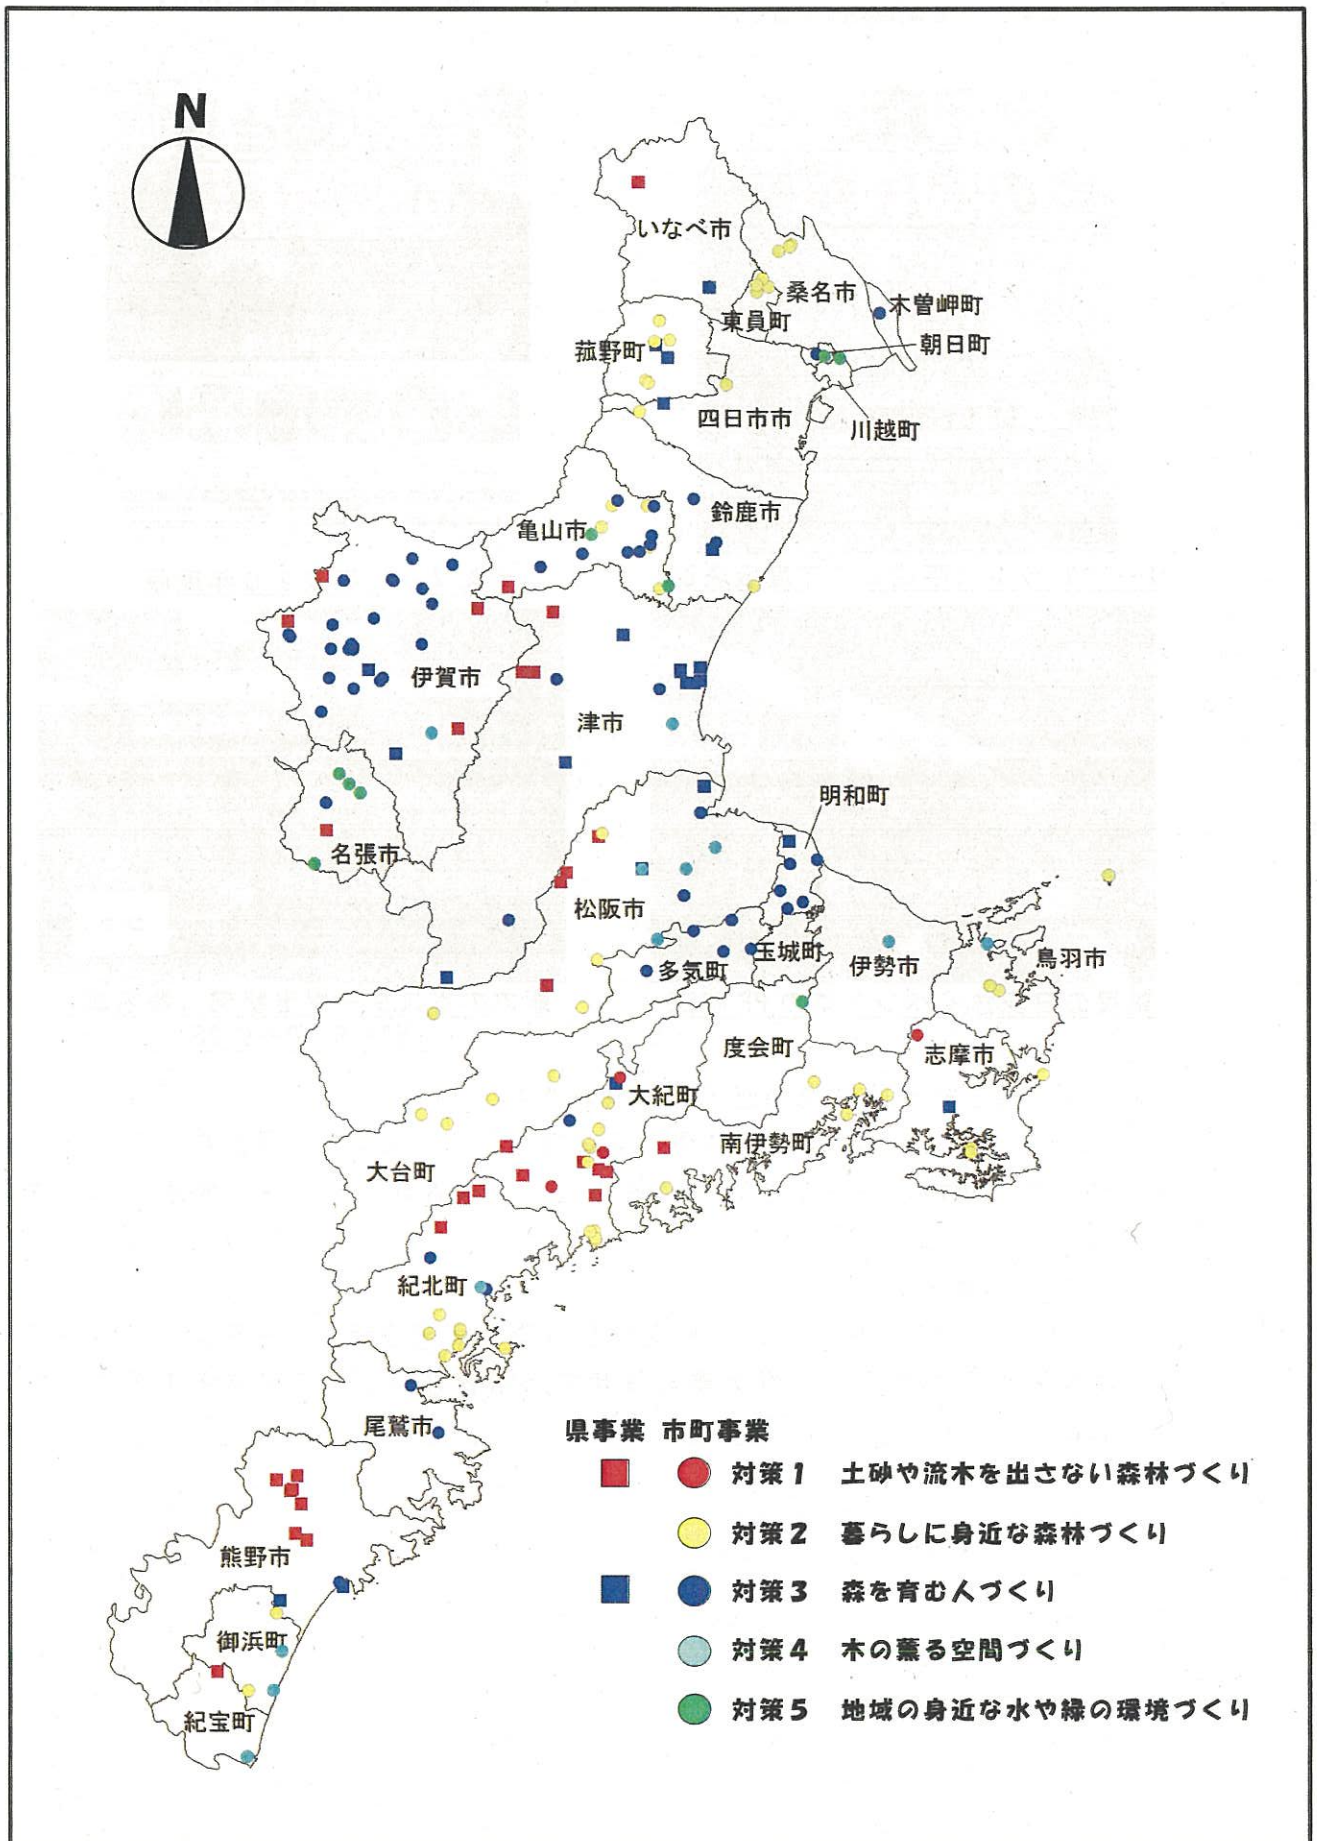 N
いなべ市
桑名市
木曽岬町
東員町
朝日町
菰野町
四日市市
川越町
鈴鹿市
亀山市
伊賀市
津市
明和町
名張市
松阪市
玉城町
多気町
伊勢市
鳥羽市
度会町
志摩市
大紀町
南伊勢町
大台町
紀北町
尾鷲市
県事業 市町事業
対策1 土砂や流木を出さない森林づくり
対策2 暮らしに身近な森林づくり
対策3 森を育む人づくり
対策4 木の薫る空間づくり
対策5 地域の身近な水や緑の環境づくり
熊野市
御浜町
紀宝町